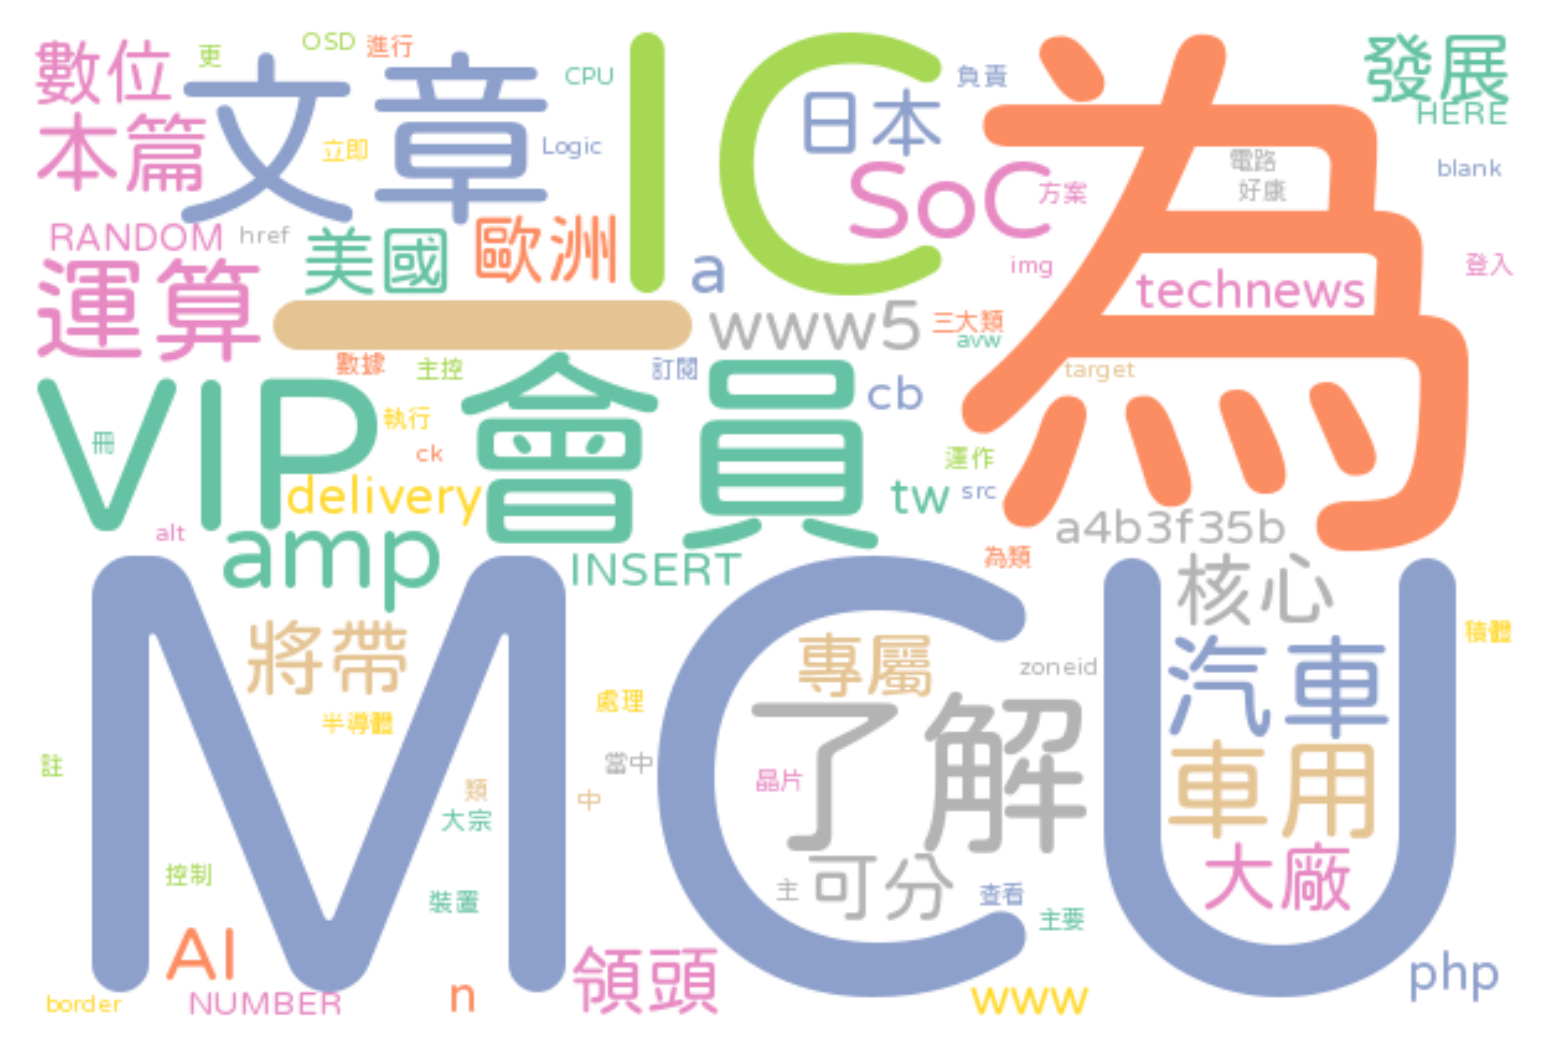 數位
更
OSD
進行
CPU
文章
IC
日本
負責
為
發展
HERE
本篇
立即
Logic
SoC
方案
電路
好康
blank
RANDOM
href
美國
歐洲
a
img
technews
登入
運算
一
www5
三大類
avw
數據
主控
訂閱
target
VIP
會員
cb
冊
執行
ck
運作
delivery
tw
src
alt
amp
INSERT
a4b3f35b
為類
MCU
核心
將帶
專屬
zoneid
汽車
積體
半導體
處理
了解
註
當中
晶片
車用
類
中
大宗
控制
裝置
主
可分
查看
主要
大廠
AI
領頭
php
border
NUMBER
n
www